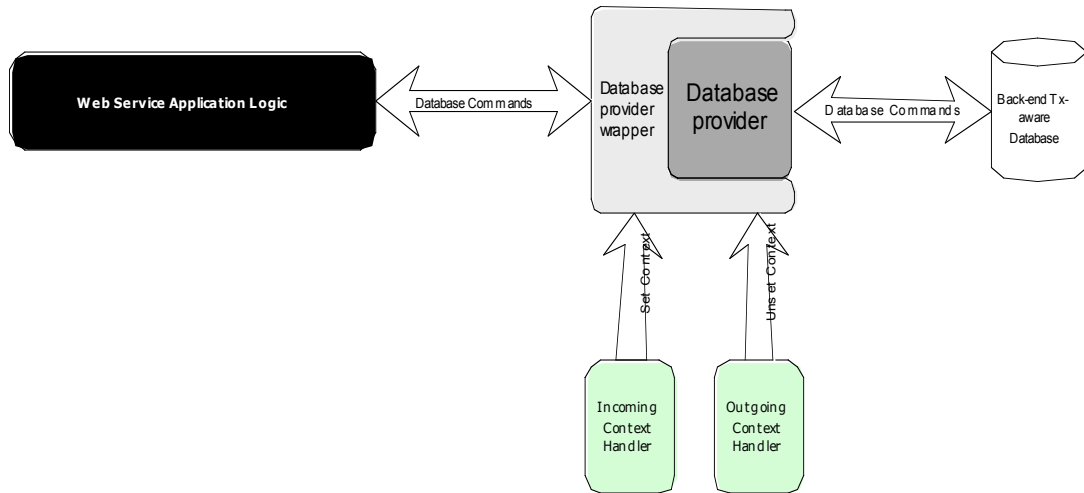 Web Service Application Logic
Database Commands
Database
provider
wrapper
Database
provider
Database Commands
Back-end Tx-
aware
Database
Set Context
Unset Context
Incoming
Context
Handler
Outgoing
Context
Handler